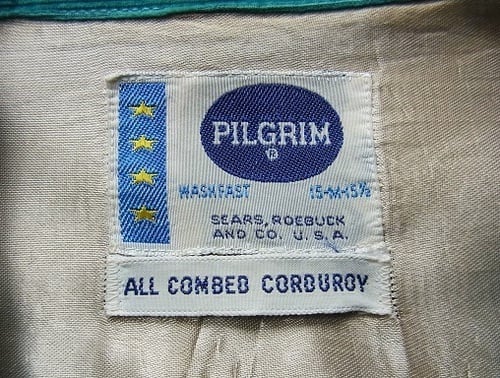 PILGRIM
®
WASHFAST 15-M-15½
SEARS, ROEBUCK
AND CO. U.S.A.
ALL COMBED CORDUROY